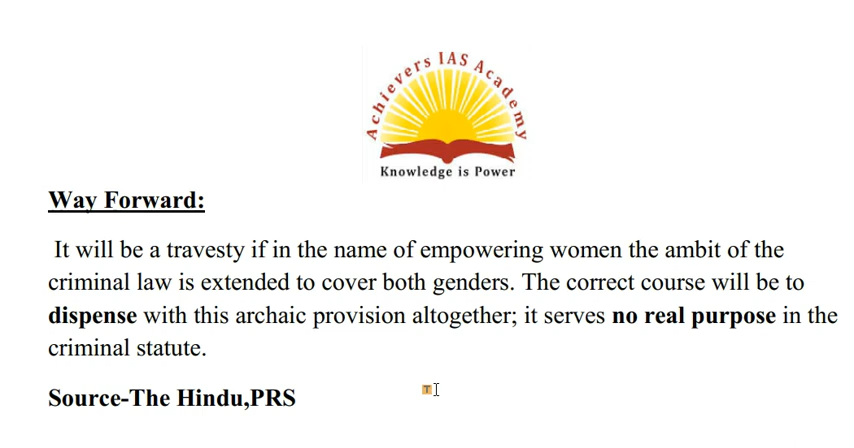 Achievers IAS Academy
Knowledge is Power
Way Forward:
It will be a travesty if in the name of empowering women the ambit of the
criminal law is extended to cover both genders. The correct course will be to
dispense with this archaic provision altogether; it serves no real purpose in the
criminal statute.
T
Source-The Hindu,PRS